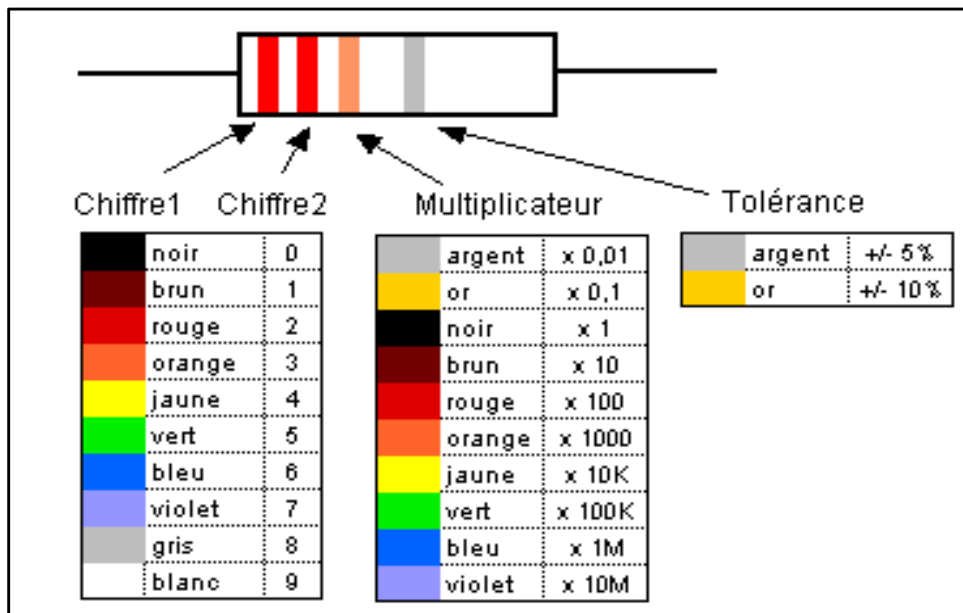 Chiffre1 Chiffre2 Multiplicateur Tolérance
noir 0
brun 1
rouge 2
orange 3
jaune 4
vert 5
bleu 6
violet 7
gris 8
blanc 9
argent x 0,01
or x 0,1
noir x 1
brun x 10
rouge x 100
orange x 1000
jaune x 10K
vert x 100K
bleu x 1M
violet x 10M
argent +/- 5%
or +/- 10%